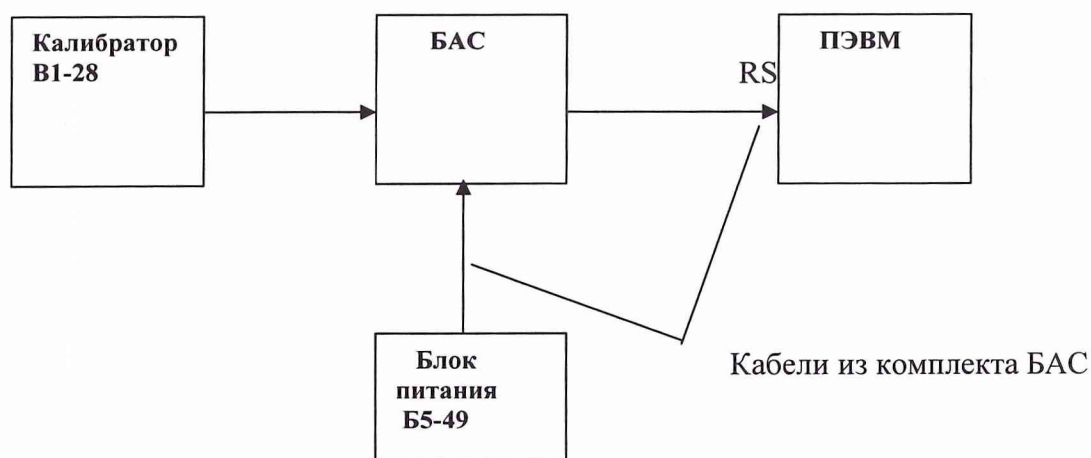 Калибратор
В1-28
БАС
ПЭВМ
RS
Блок
питания
Б5-49
Кабели из комплекта БАС